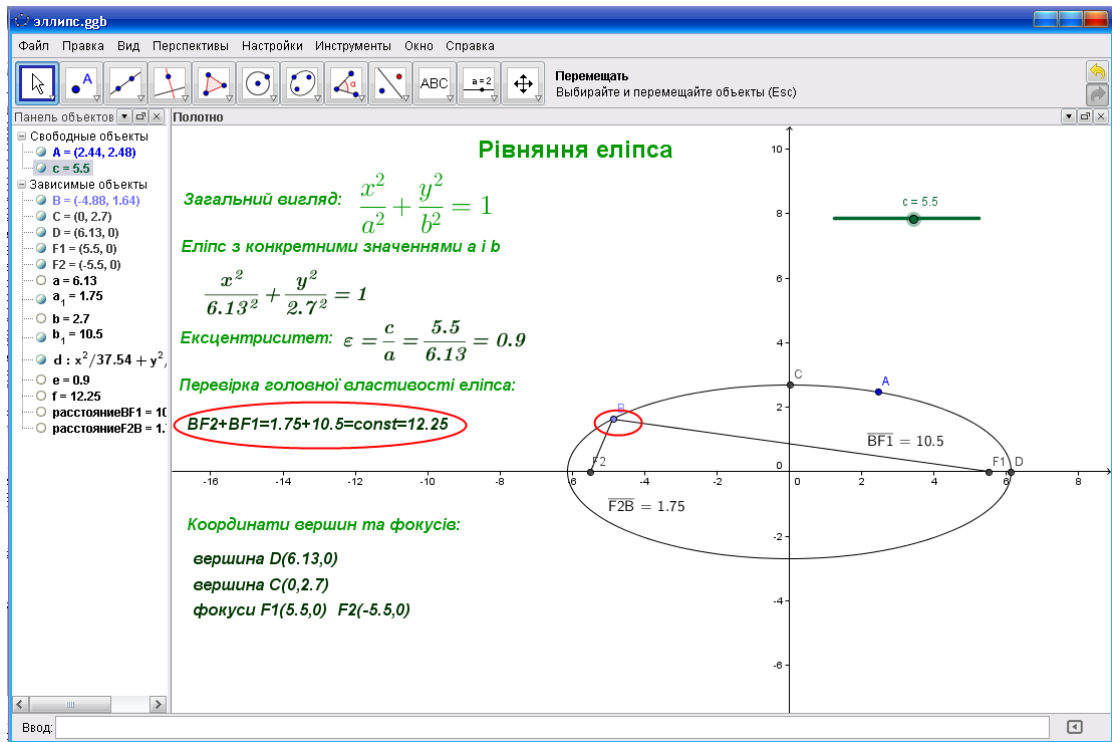 эллипс.ggb
Файл Правка Вид Перспективы Настройки Инструменты Окно Справка
ABC
a=2
Перемещать
Выбирайте и перемещайте объекты (Esc)
Панель объектов
Свободные объекты
A = (2.44, 2.48)
c = 5.5
Зависимые объекты
B = (-4.88, 1.64)
C = (0, 2.7)
D = (6.13, 0)
F1 = (5.5, 0)
F2 = (-5.5, 0)
a = 6.13
a₁ = 1.75
b = 2.7
b₁ = 10.5
d : x²/37.54 + y²
e = 0.9
f = 12.25
расстояниеBF1 = 10
расстояниеF2B = 1.
Полотно
Рівняння еліпса
Загальний вигляд: x²/a² + y²/b² = 1
Еліпс з конкретними значеннями a і b
x²/6.13² + y²/2.7² = 1
Ексцентриситет: ε = c/a = 5.5/6.13 = 0.9
Перевірка головної властивості еліпса:
BF2+BF1=1.75+10.5=const=12.25
Координати вершин та фокусів:
вершина D(6.13,0)
вершина C(0,2.7)
фокуси F1(5.5,0) F2(-5.5,0)
c = 5.5
10
8
6
4
2
0
-2
-4
-6
-16 -14 -12 -10 -8 -6 -4 -2 0 2 4 6 8
C
A
B
F2
F1
D
BF1 = 10.5
F2B = 1.75
Ввод: